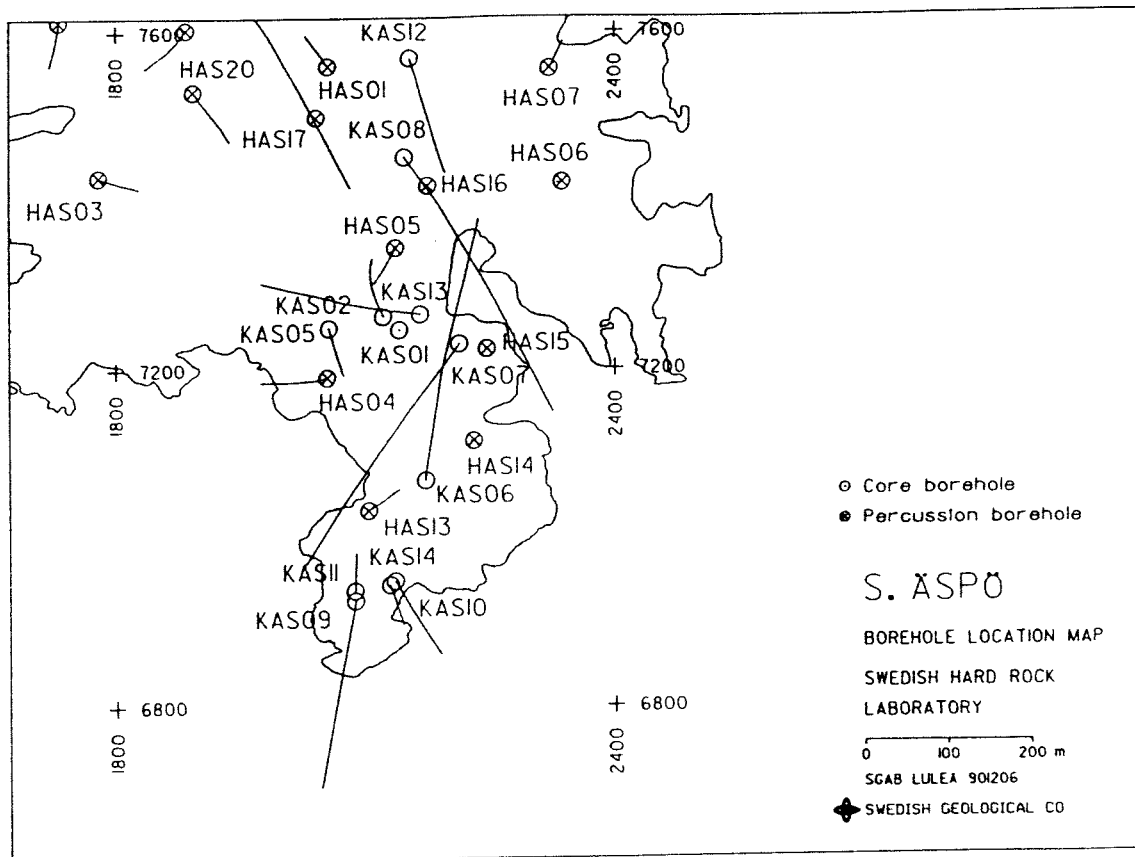 7600
KAS12
7600
1800
HAS20
HAS01
2400
HAS07
HAS17
KAS08
HAS06
HAS16
HAS03
HAS05
KAS13
KAS02
KAS05
KAS01
HAS15
7200
KAS07
7200
1800
HAS04
2400
HAS14
KAS06
HAS13
KAS14
KAS11
KAS10
KAS09
6800
6800
1800
2400
Core borehole
Percussion borehole
S. ÄSPÖ
BOREHOLE LOCATION MAP
SWEDISH HARD ROCK
LABORATORY
0 100 200 m
SGAB LULEA 901206
SWEDISH GEOLOGICAL CO